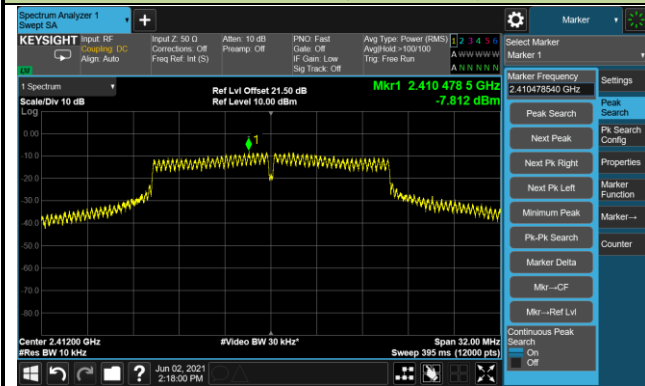 Spectrum Analyzer 1
Swept SA
Marker
KEYSIGHT
Input: RF
Coupling: DC
Align: Auto
Input Z: 50 Ω
Corrections: Off
Freq Ref: Int (S)
Atten: 10 dB
Preamp: Off
PNO: Fast
Gate: Off
IF Gain: Low
Sig Track: Off
Avg Type: Power (RMS)
Avg|Hold:>100/100
Trig: Free Run
1 2 3 4 5 6
A W W W W W
A N N N N N
LW
Select Marker
Marker 1
1 Spectrum
Scale/Div 10 dB
Log
Ref Lvl Offset 21.50 dB
Ref Level 10.00 dBm
Mkr1 2.410 478 5 GHz
-7.812 dBm
0.00
-10.0
-20.0
-30.0
-40.0
-50.0
-60.0
-70.0
-80.0
1
Center 2.41200 GHz
#Res BW 10 kHz
#Video BW 30 kHz*
Span 32.00 MHz
Sweep 395 ms (12000 pts)
Marker Frequency
2.410478540 GHz
Peak Search
Next Peak
Next Pk Right
Next Pk Left
Minimum Peak
Pk-Pk Search
Marker Delta
Mkr→CF
Mkr→Ref Lvl
Continuous Peak
Search
On
Off
Settings
Peak
Search
Pk Search
Config
Properties
Marker
Function
Marker→
Counter
Jun 02, 2021
2:18:00 PM